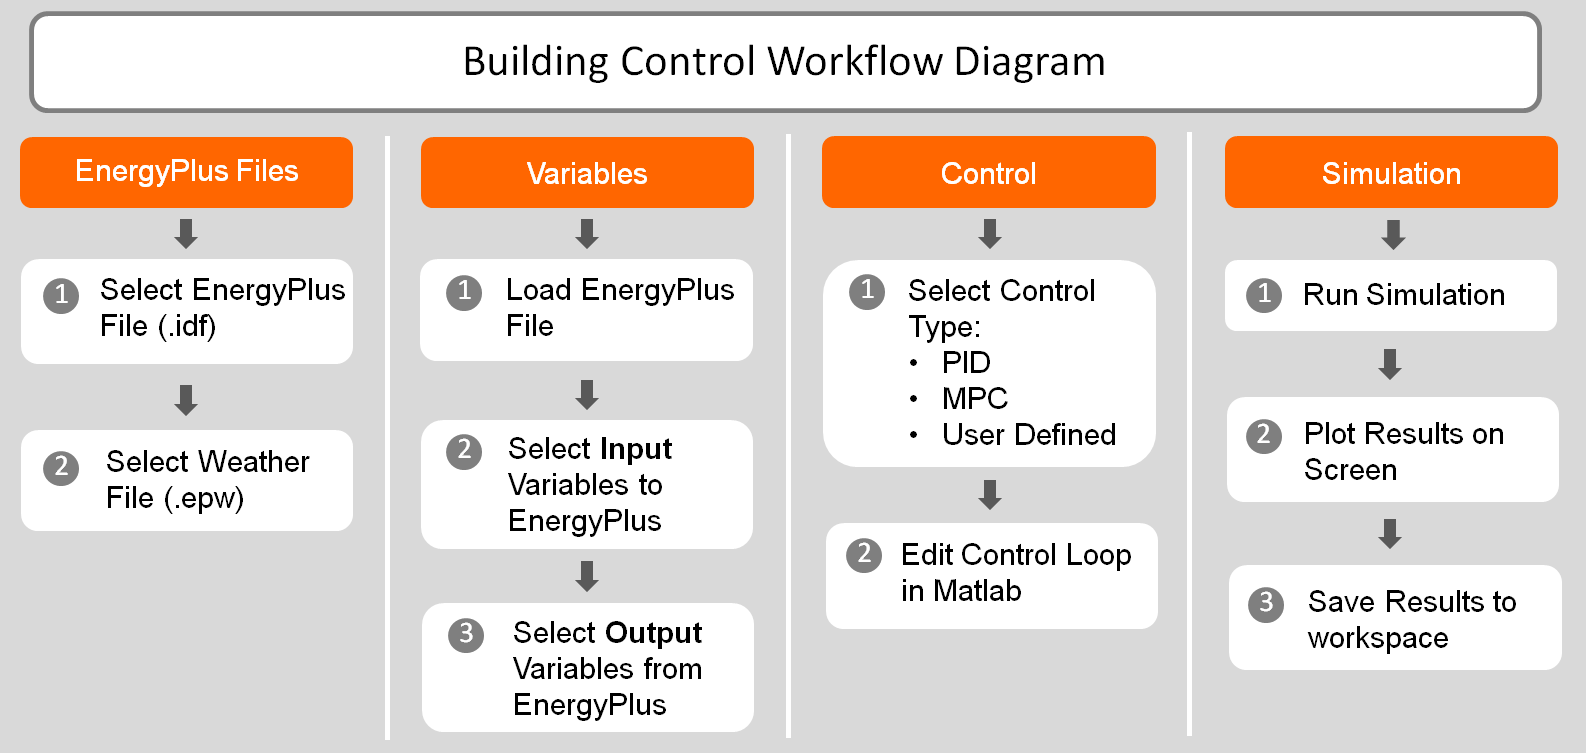 Building Control Workflow Diagram
EnergyPlus Files
1
Select EnergyPlus
File (.idf)
2
Select Weather
File (.epw)
Variables
1
Load EnergyPlus
File
2
Select Input
Variables to
EnergyPlus
3
Select Output
Variables from
EnergyPlus
Control
1
Select Control
Type:
• PID
• MPC
• User Defined
2
Edit Control Loop
in Matlab
Simulation
1
Run Simulation
2
Plot Results on
Screen
3
Save Results to
workspace